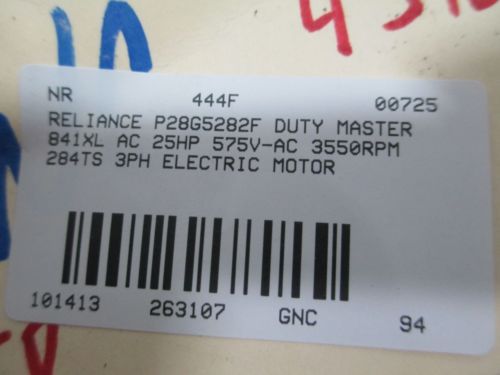 NR 444F 00725
RELIANCE P28G5282F DUTY MASTER
841XL AC 25HP 575V-AC 3550RPM
284TS 3PH ELECTRIC MOTOR
101413 263107 GNC 94